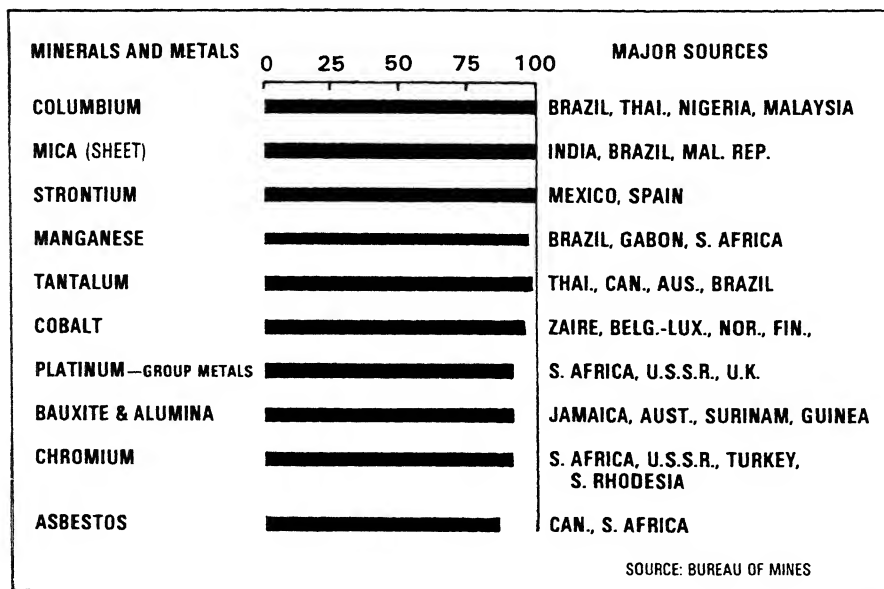 MINERALS AND METALS 0 25 50 75 100 MAJOR SOURCES
COLUMBIUM BRAZIL, THAI., NIGERIA, MALAYSIA
MICA (SHEET) INDIA, BRAZIL, MAL. REP.
STRONTIUM MEXICO, SPAIN
MANGANESE BRAZIL, GABON, S. AFRICA
TANTALUM THAI., CAN., AUS., BRAZIL
COBALT ZAIRE, BELG.-LUX., NOR., FIN.,
PLATINUM—GROUP METALS S. AFRICA, U.S.S.R., U.K.
BAUXITE & ALUMINA JAMAICA, AUST., SURINAM, GUINEA
CHROMIUM S. AFRICA, U.S.S.R., TURKEY,
S. RHODESIA
ASBESTOS CAN., S. AFRICA
SOURCE: BUREAU OF MINES